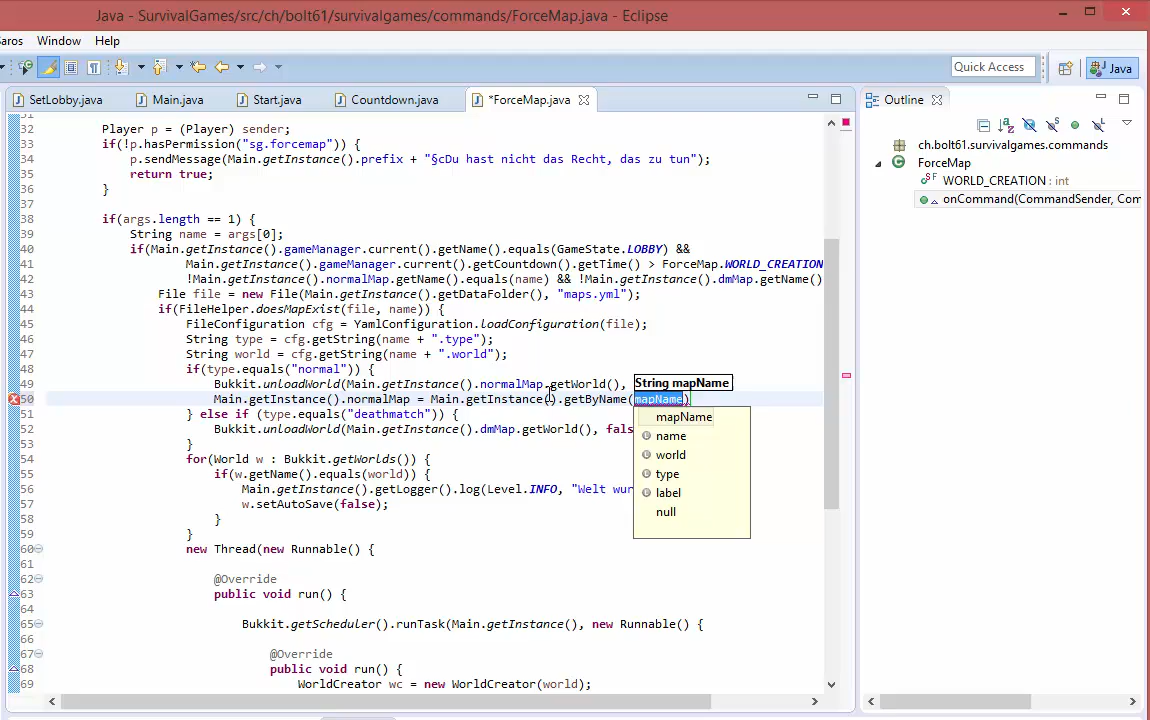 Java - SurvivalGames/src/ch/bolt61/survivalgames/commands/ForceMap.java - Eclipse
Saros Window Help
Quick Access
Java
SetLobby.java Main.java Start.java Countdown.java *ForceMap.java
Outline
31
32 Player p = (Player) sender;
33 if(!p.hasPermission("sg.forcemap")) {
34 p.sendMessage(Main.getInstance().prefix + "§cDu hast nicht das Recht, das zu tun");
35 return true;
36 }
37
38 if(args.length == 1) {
39 String name = args[0];
40 if(Main.getInstance().gameManager.current().getName().equals(GameState.LOBBY) &&
41 Main.getInstance().gameManager.current().getCountdown().getTime() > ForceMap.WORLD_CREATION
42 !Main.getInstance().normalMap.getName().equals(name) && !Main.getInstance().dmMap.getName()
43 File file = new File(Main.getInstance().getDataFolder(), "maps.yml");
44 if(FileHelper.doesMapExist(file, name)) {
45 FileConfiguration cfg = YamlConfiguration.loadConfiguration(file);
46 String type = cfg.getString(name + ".type");
47 String world = cfg.getString(name + ".world");
48 if(type.equals("normal")) {
49 Bukkit.unloadWorld(Main.getInstance().normalMap.getWorld(),
50 Main.getInstance().normalMap = Main.getInstance().getByName(mapName)
51 } else if (type.equals("deathmatch")) {
52 Bukkit.unloadWorld(Main.getInstance().dmMap.getWorld(), fals
53 }
54 for(World w : Bukkit.getWorlds()) {
55 if(w.getName().equals(world)) {
56 Main.getInstance().getLogger().log(Level.INFO, "Welt wur
57 w.setAutoSave(false);
58 }
59 }
60 new Thread(new Runnable() {
61
62 @Override
63 public void run() {
64
65 Bukkit.getScheduler().runTask(Main.getInstance(), new Runnable() {
66
67 @Override
68 public void run() {
69 WorldCreator wc = new WorldCreator(world);
String mapName
mapName
name
world
type
label
null
ch.bolt61.survivalgames.commands
ForceMap
WORLD_CREATION : int
onCommand(CommandSender, Com